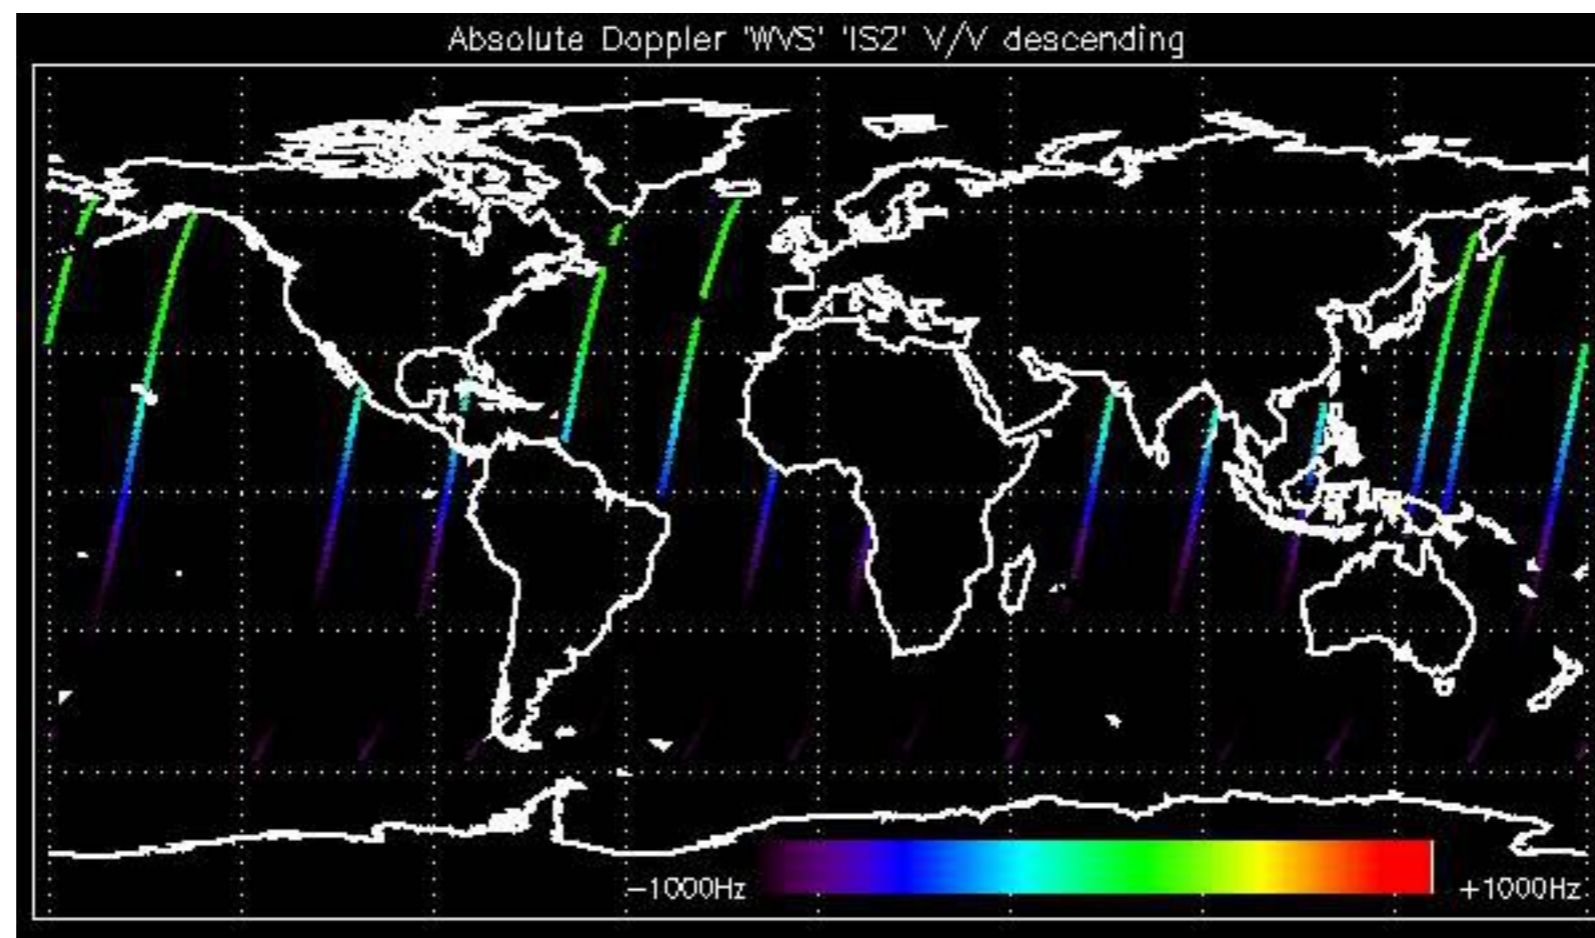 Absolute Doppler 'WVS' 'IS2' V/V descending
−1000Hz +1000Hz